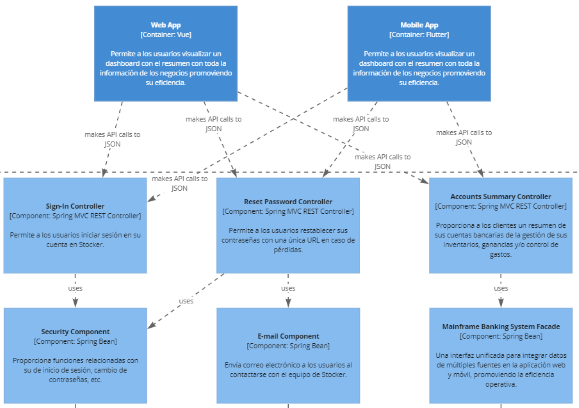 Web App
[Container: Vue]
Permite a los usuarios visualizar un
dashboard con el resumen con toda la
información de los negocios promoviendo
su eficiencia.
Mobile App
[Container: Flutter]
Permite a los usuarios visualizar un
dashboard con el resumen con toda la
información de los negocios promoviendo
su eficiencia.
makes API calls to
JSON
makes API calls to
JSON
makes API calls to
JSON
makes API calls to
JSON
makes API calls to
JSON
makes API calls to
JSON
Sign-In Controller
[Component: Spring MVC REST Controller]
Permite a los usuarios iniciar sesión en su
cuenta en Stocker.
Reset Password Controller
[Component: Spring MVC REST Controller]
Permite a los usuarios restablecer sus
contraseñas con una única URL en caso de
pérdidas.
Accounts Summary Controller
[Component: Spring MVC REST Controller]
Proporciona a los clientes un resumen de
sus cuentas bancarias de la gestión de sus
inventarios, ganancias y/o control de
gastos.
uses
uses
uses
uses
Security Component
[Component: Spring Bean]
Proporciona funciones relacionadas con
su de inicio de sesión, cambio de
contraseñas, etc.
E-mail Component
[Component: Spring Bean]
Envía correo electrónico a los usuarios al
contactarse con el equipo de Stocker.
Mainframe Banking System Facade
[Component: Spring Bean]
Una interfaz unificada para integrar datos
de múltiples fuentes en la aplicación web
y móvil, promoviendo la eficiencia
operativa.